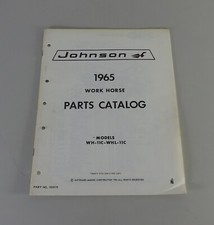 Johnson
1965
WORK HORSE
PARTS CATALOG
MODELS
WH-11C-WHL-11C